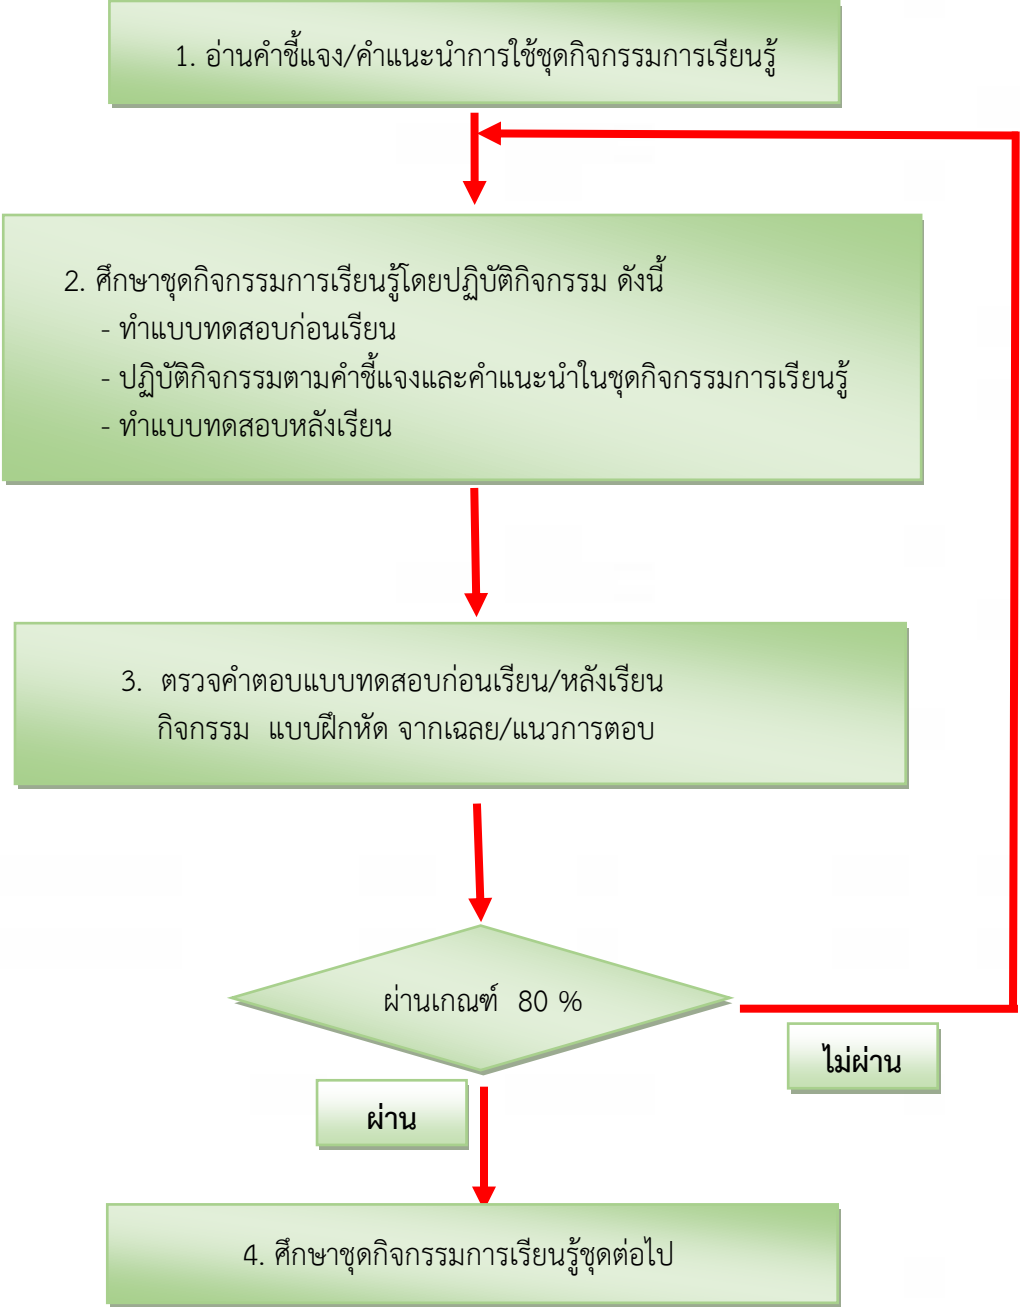 1. อ่านคำชี้แจง/คำแนะนำการใช้ชุดกิจกรรมการเรียนรู้
2. ศึกษาชุดกิจกรรมการเรียนรู้โดยปฏิบัติกิจกรรม ดังนี้
- ทำแบบทดสอบก่อนเรียน
- ปฏิบัติกิจกรรมตามคำชี้แจงและคำแนะนำในชุดกิจกรรมการเรียนรู้
- ทำแบบทดสอบหลังเรียน
3. ตรวจคำตอบแบบทดสอบก่อนเรียน/หลังเรียน
กิจกรรม แบบฝึกหัด จากเฉลย/แนวการตอบ
ผ่านเกณฑ์ 80 %
ไม่ผ่าน
ผ่าน
4. ศึกษาชุดกิจกรรมการเรียนรู้ชุดต่อไป